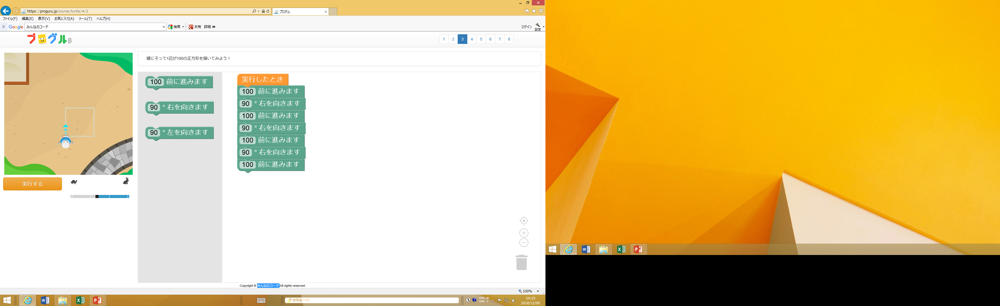 https://proguru.jp/course/turtle/#/3
プログル
ファイル(F) 編集(E) 表示(V) お気に入り(A) ツール(T) ヘルプ(H)
Google みんなのコード 検索 共有 詳細 ログイン 設定
プログルβ
1 2 3 4 5 6 7 8
線にそって1辺が100の正方形を描いてみよう！
100 前に進みます
90 ° 右を向きます
90 ° 左を向きます
実行したとき
100 前に進みます
90 ° 右を向きます
100 前に進みます
90 ° 右を向きます
100 前に進みます
90 ° 右を向きます
100 前に進みます
実行する
Copyright © みんなのコード All rights reserved.
100%
使用者不明
CAPS
KANA
14:15
2018/11/09